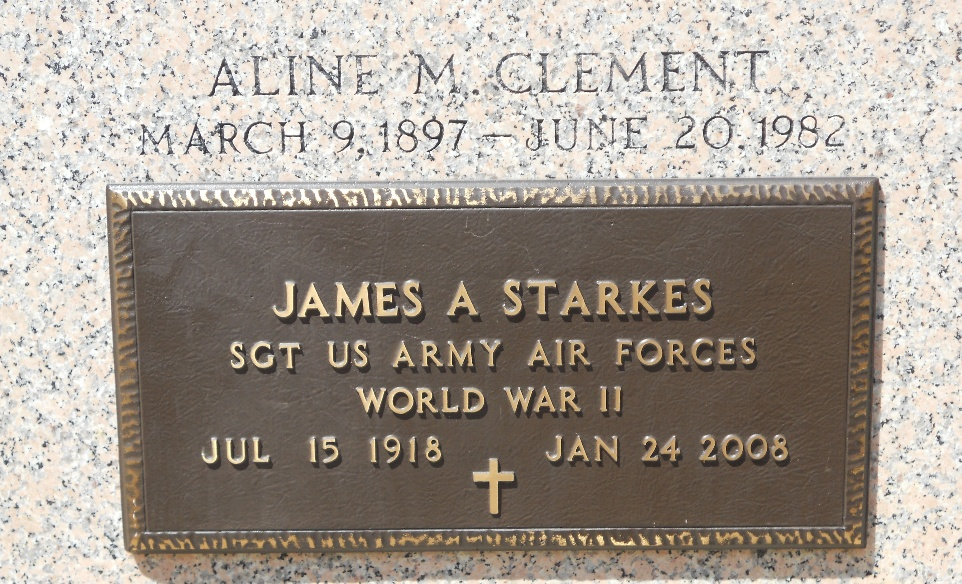 ALINE M. CLEMENT
MARCH 9, 1897 – JUNE 20, 1982
JAMES A STARKES
SGT US ARMY AIR FORCES
WORLD WAR II
JUL 15 1918 JAN 24 2008